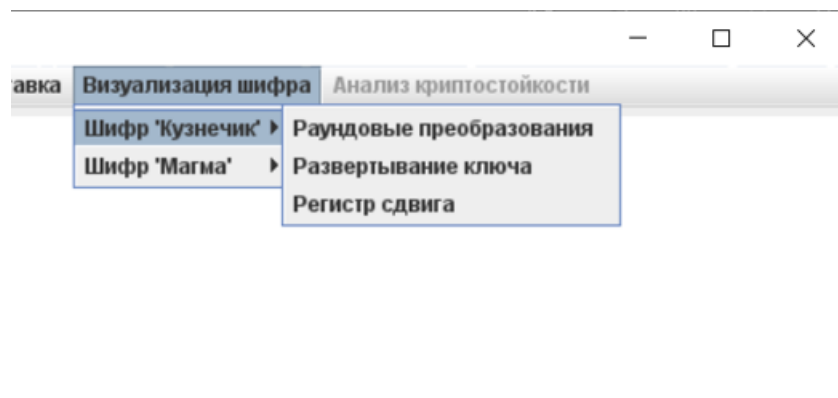 авка Визуализация шифра Анализ криптостойкости
Шифр 'Кузнечик' Раундовые преобразования
Шифр 'Магма' Развертывание ключа
Регистр сдвига